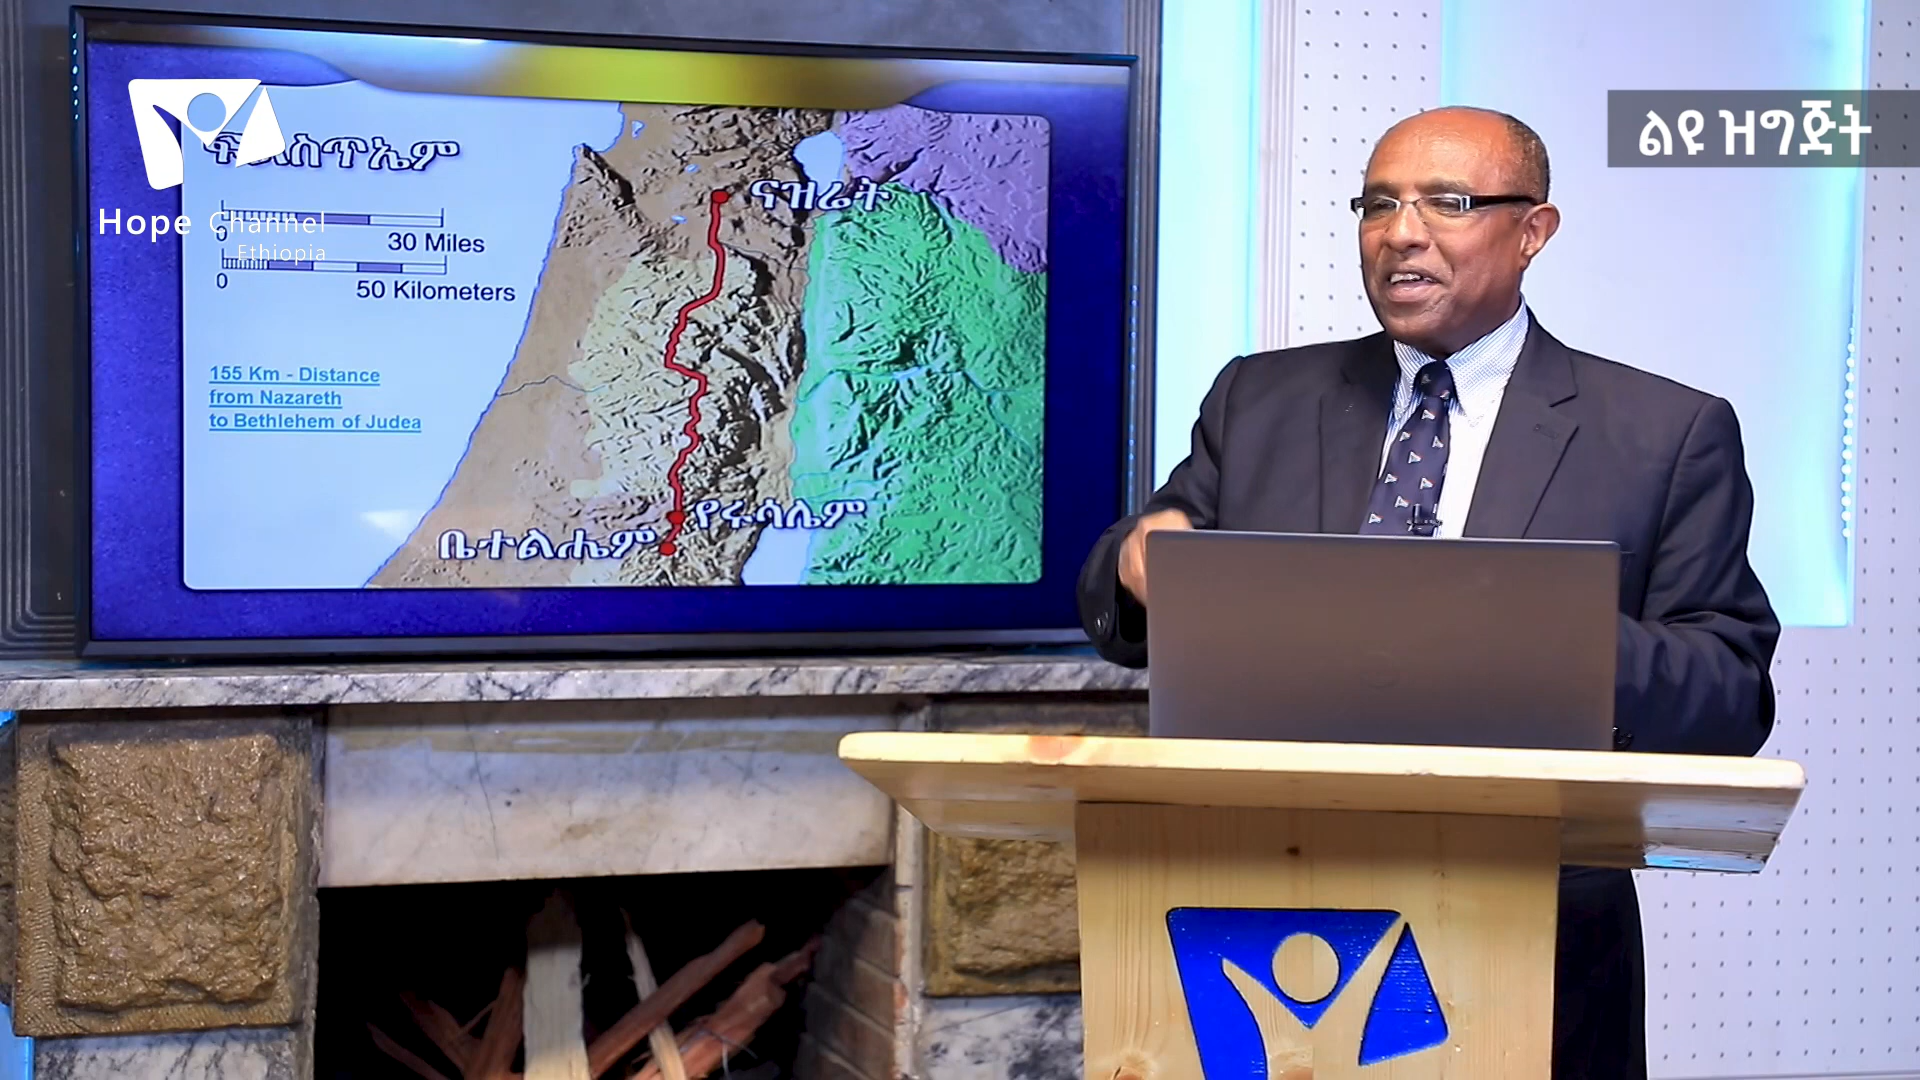 Hope Channel
Ethiopia
0
30 Miles
0
50 Kilometers
155 Km - Distance
from Nazareth
to Bethlehem of Judea
ናዝሬት
የሩሳሌም
ቤተልሔም
ልዩ ዝግጅት